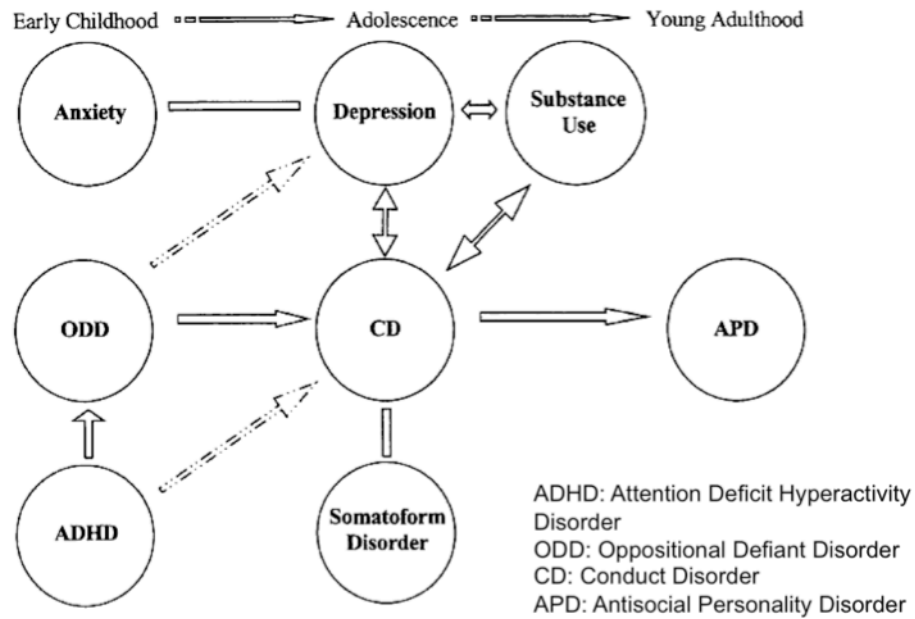 Early Childhood Adolescence Young Adulthood
Anxiety
Depression
Substance
Use
ODD
CD
APD
ADHD
Somatoform
Disorder
ADHD: Attention Deficit Hyperactivity
Disorder
ODD: Oppositional Defiant Disorder
CD: Conduct Disorder
APD: Antisocial Personality Disorder